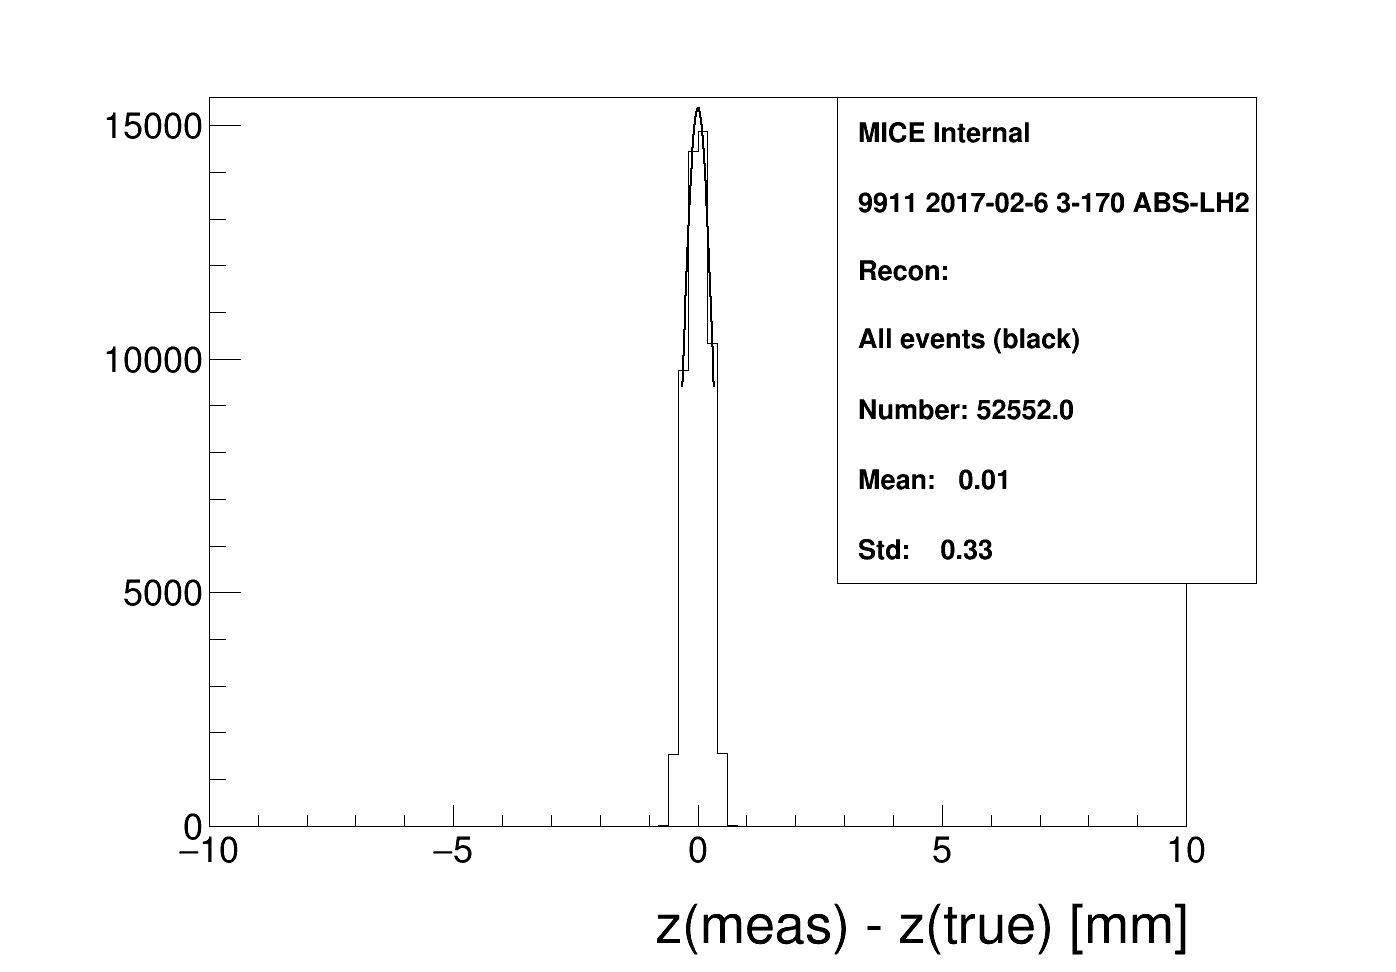 15000
10000
5000
0
−10 −5 0 5 10
z(meas) - z(true) [mm]
MICE Internal
9911 2017-02-6 3-170 ABS-LH2
Recon:
All events (black)
Number: 52552.0
Mean: 0.01
Std: 0.33